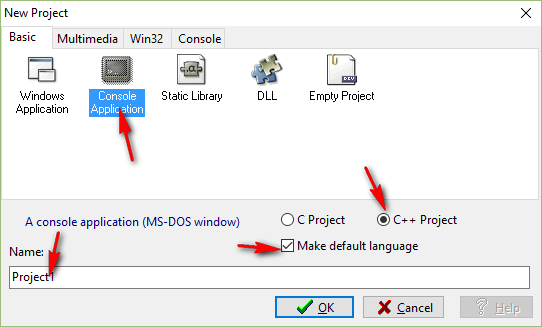 New Project
Basic Multimedia Win32 Console
Windows Application
Console Application
Static Library
DLL
Empty Project
A console application (MS-DOS window)
C Project
C++ Project
Make default language
Name:
Project1
OK Cancel Help